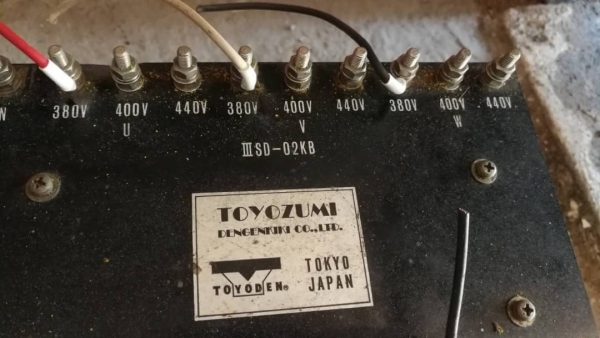 N 380V 400V 440V 380V 400V 440V 380V 400V 440V
U V W
ⅢSD-02KB
TOYOZUMI
DENGENKIKI CO.,LTD.
TOYODEN®
TOKYO
JAPAN